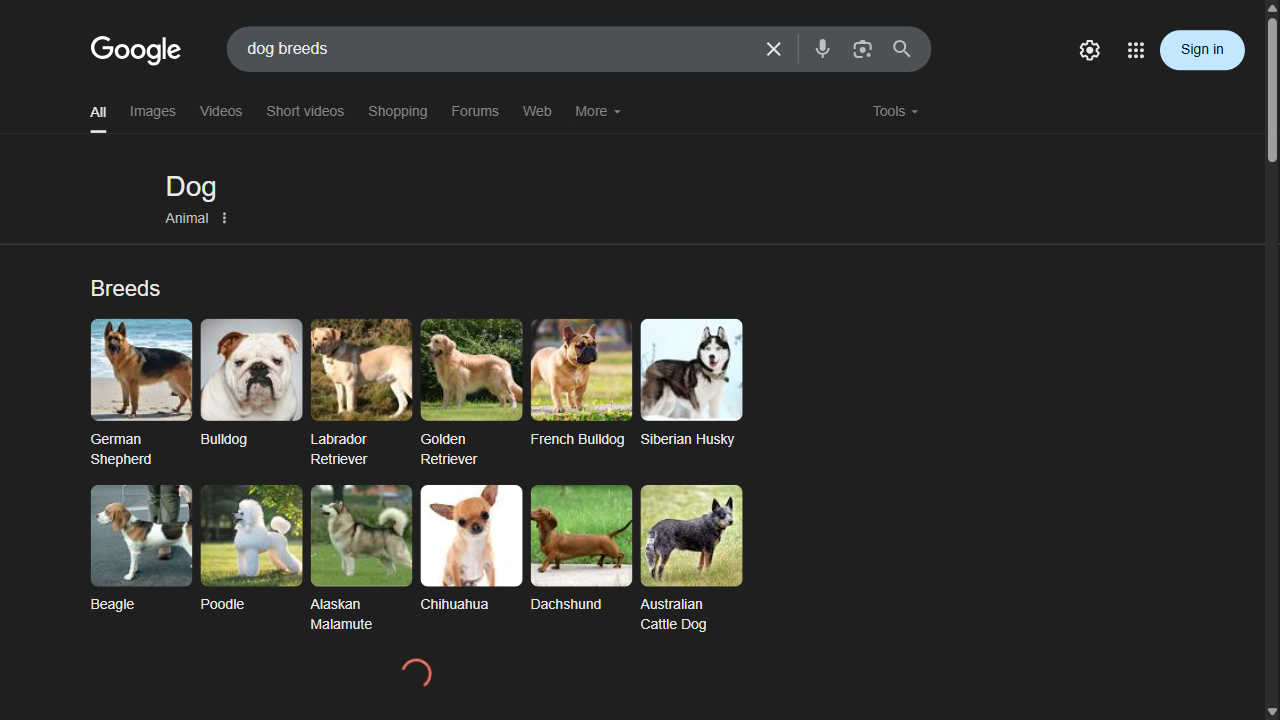 Google
dog breeds
Sign in
All
Images
Videos
Short videos
Shopping
Forums
Web
More
Tools
Dog
Animal
Breeds
German
Shepherd
Bulldog
Labrador
Retriever
Golden
Retriever
French Bulldog
Siberian Husky
Beagle
Poodle
Alaskan
Malamute
Chihuahua
Dachshund
Australian
Cattle Dog